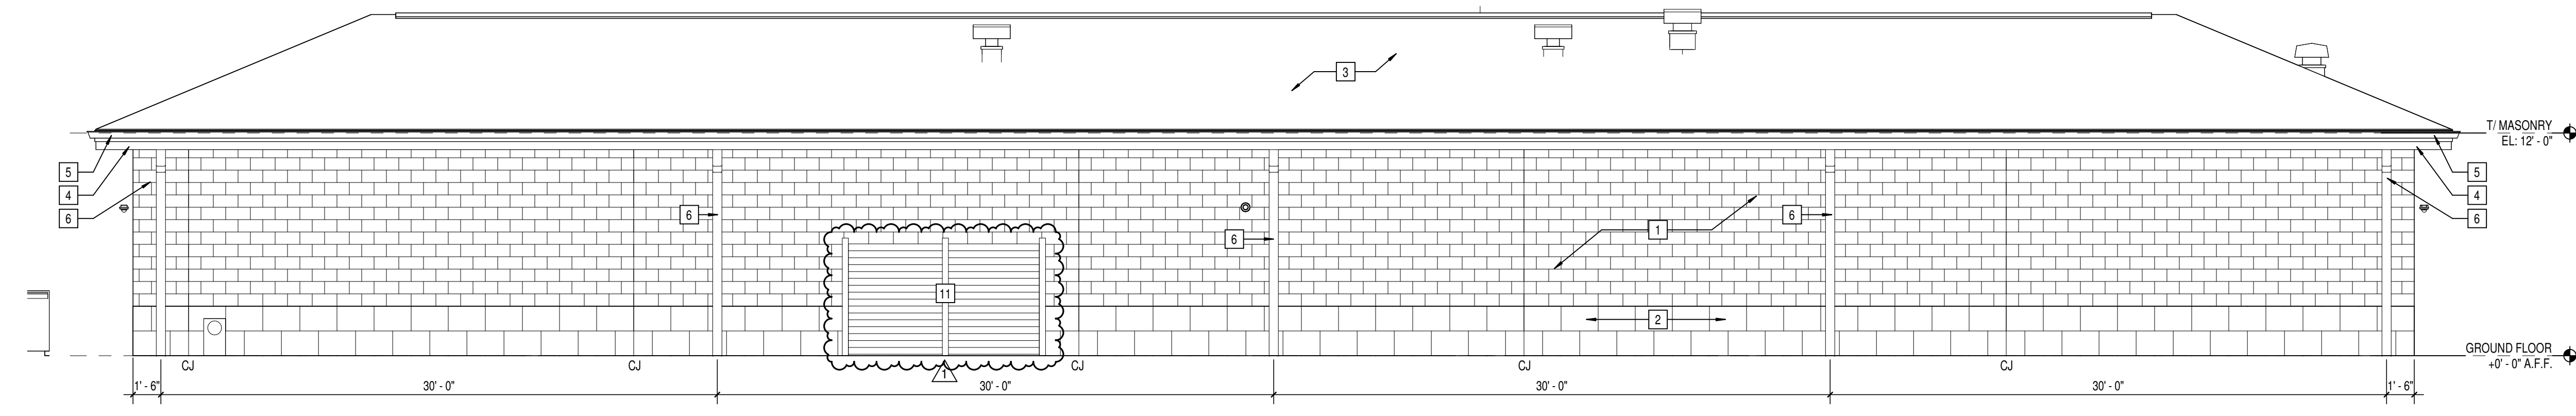 3
T/ MASONRY
EL: 12' - 0"
5
4
6
6
6
1
6
5
4
6
11
2
GROUND FLOOR
+0' - 0" A.F.F.
CJ
CJ
CJ
CJ
CJ
1
1' - 6"
30' - 0"
30' - 0"
30' - 0"
30' - 0"
1' - 6"